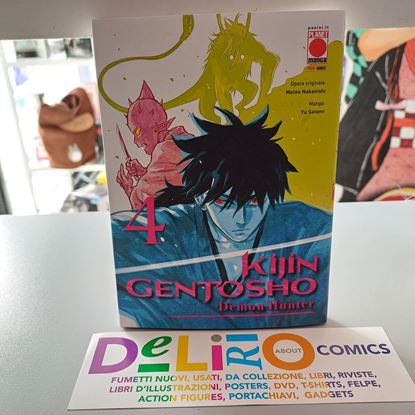 panini.it
PLANET
manga
Opera originale
Motoo Nakanishi
Manga
Yu Satomi
4
KIJIN
GENTOSHO
Demon Hunter
DeLiRiO
ABOUT
COMICS
FUMETTI NUOVI, USATI, DA COLLEZIONE, LIBRI, RIVISTE,
LIBRI D'ILLUSTRAZIONI, POSTERS, DVD, T-SHIRTS, FELPE,
ACTION FIGURES, PORTACHIAVI, GADGETS